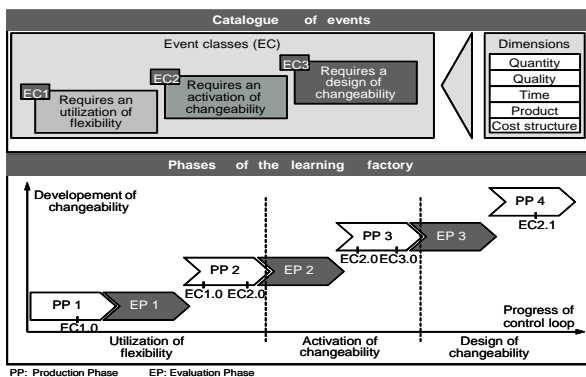 Catalogue of events
Event classes (EC)
EC1
Requires an
utilization of
flexibility
EC2
Requires an
activation of
changeability
EC3
Requires a
design of
changeability
Dimensions
Quantity
Quality
Time
Product
Cost structure
Phases of the learning factory
Developement of
changeability
PP 1
EP 1
EC1.0
PP 2
EP 2
EC1.0 EC2.0
PP 3
EP 3
EC2.0 EC3.0
PP 4
EC2.1
Progress of
control loop
Utilization of
flexibility
Activation of
changeability
Design of
changeability
PP: Production Phase EP: Evaluation Phase